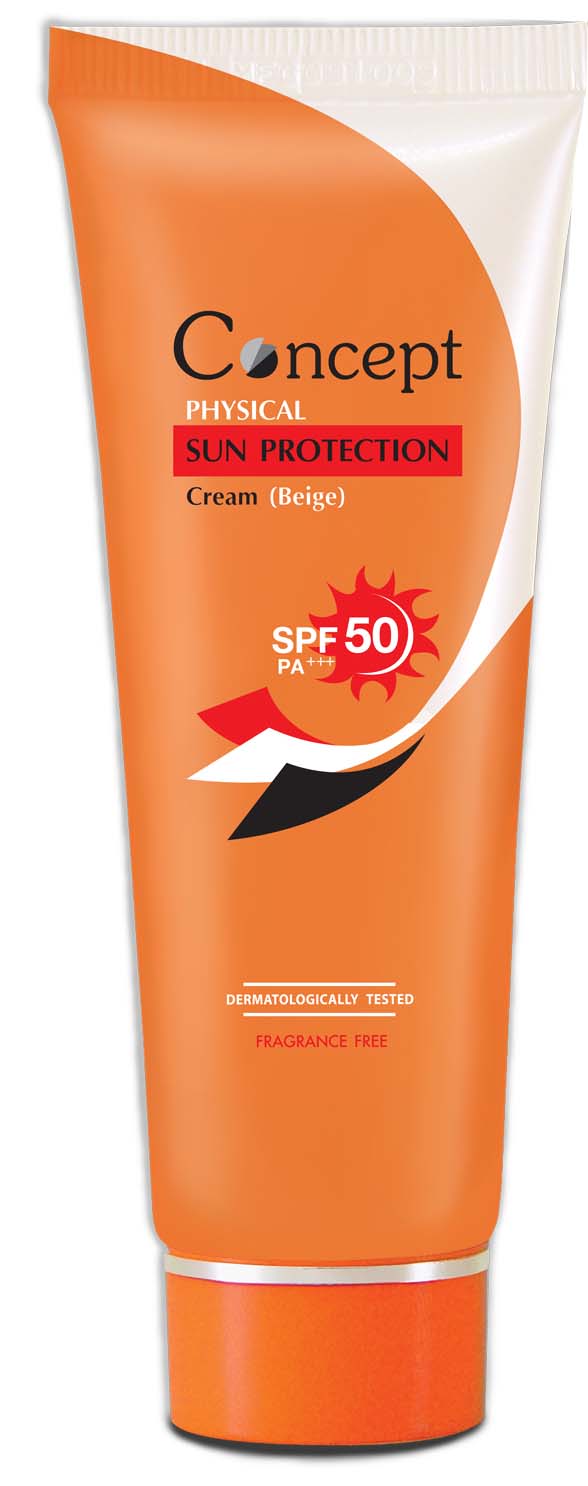 Concept
PHYSICAL
SUN PROTECTION
Cream (Beige)
SPF 50
PA+++
DERMATOLOGICALLY TESTED
FRAGRANCE FREE